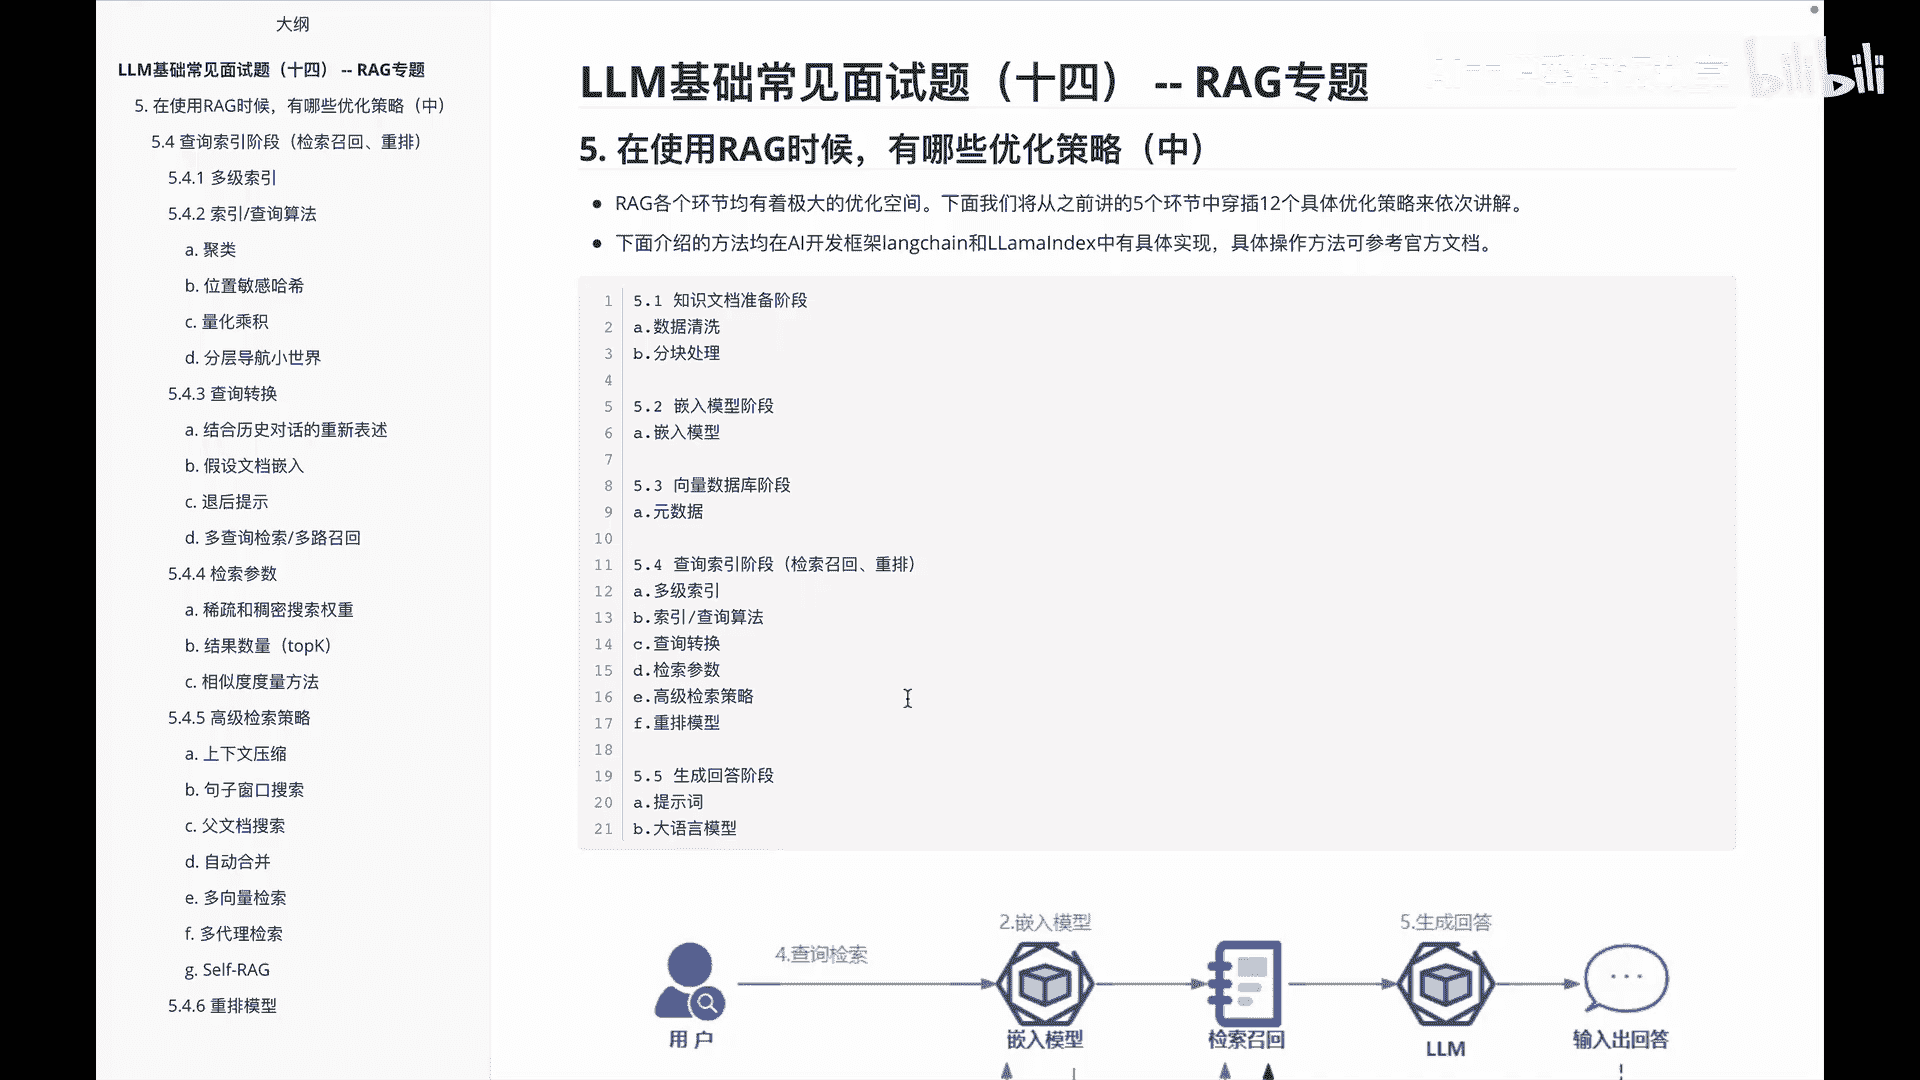 大纲
LLM基础常见面试题（十四） -- RAG专题
5. 在使用RAG时候，有哪些优化策略（中）
5.4 查询索引阶段（检索召回、重排）
5.4.1 多级索引
5.4.2 索引/查询算法
a. 聚类
b. 位置敏感哈希
c. 量化乘积
d. 分层导航小世界
5.4.3 查询转换
a. 结合历史对话的重新表述
b. 假设文档嵌入
c. 退后提示
d. 多查询检索/多路召回
5.4.4 检索参数
a. 稀疏和稠密搜索权重
b. 结果数量（topK）
c. 相似度度量方法
5.4.5 高级检索策略
a. 上下文压缩
b. 句子窗口搜索
c. 父文档搜索
d. 自动合并
e. 多向量检索
f. 多代理检索
g. Self-RAG
5.4.6 重排模型
LLM基础常见面试题（十四） -- RAG专题
bilibili
5. 在使用RAG时候，有哪些优化策略（中）
RAG各个环节均有着极大的优化空间。下面我们将从之前讲的5个环节中穿插12个具体优化策略来依次讲解。
下面介绍的方法均在AI开发框架langchain和LLamaIndex中有具体实现，具体操作方法可参考官方文档。
1 5.1 知识文档准备阶段
2 a.数据清洗
3 b.分块处理
4
5 5.2 嵌入模型阶段
6 a.嵌入模型
7
8 5.3 向量数据库阶段
9 a.元数据
10
11 5.4 查询索引阶段（检索召回、重排）
12 a.多级索引
13 b.索引/查询算法
14 c.查询转换
15 d.检索参数
16 e.高级检索策略
17 f.重排模型
18
19 5.5 生成回答阶段
20 a.提示词
21 b.大语言模型
2.嵌入模型
5.生成回答
4.查询检索
用 户
嵌入模型
检索召回
LLM
输入出回答